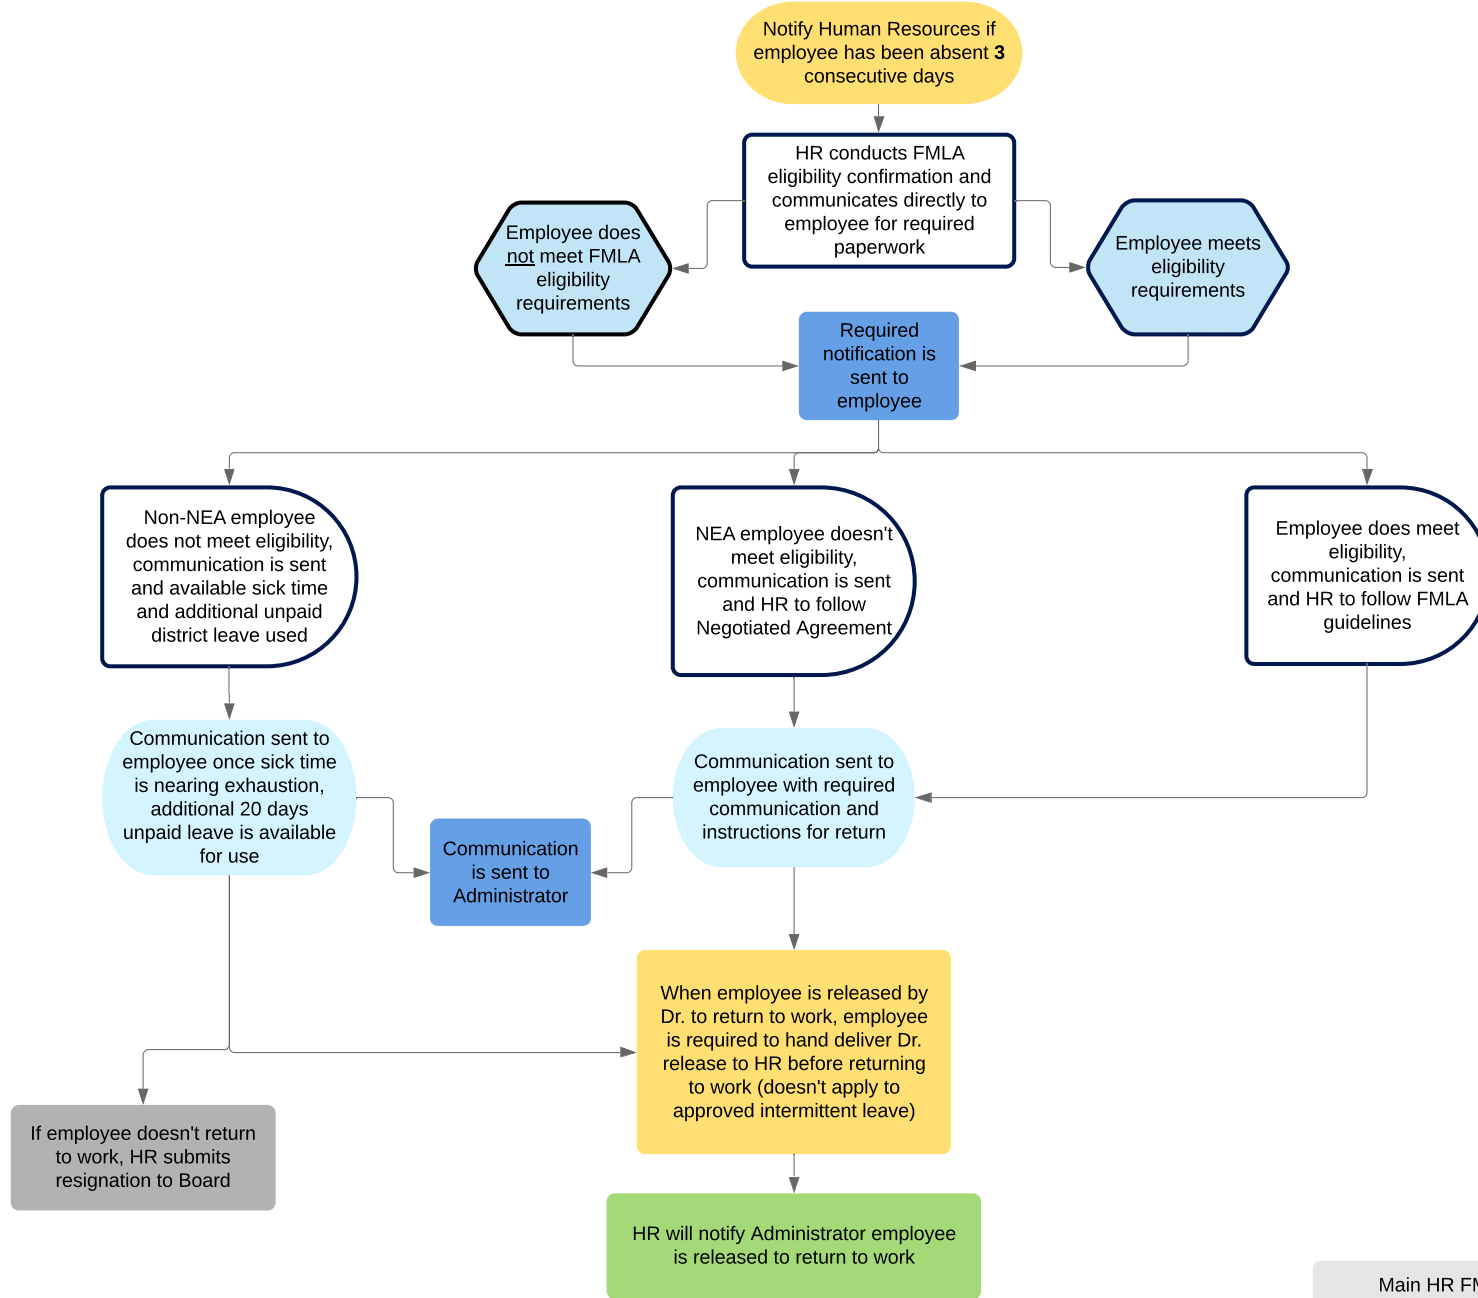 Notify Human Resources if
employee has been absent 3
consecutive days
HR conducts FMLA
eligibility confirmation and
communicates directly to
employee for required
paperwork
Employee does
not meet FMLA
eligibility
requirements
Employee meets
eligibility
requirements
Required
notification is
sent to
employee
Non-NEA employee
does not meet eligibility,
communication is sent
and available sick time
and additional unpaid
district leave used
NEA employee doesn't
meet eligibility,
communication is sent
and HR to follow
Negotiated Agreement
Employee does meet
eligibility,
communication is sent
and HR to follow FMLA
guidelines
Communication sent to
employee once sick time
is nearing exhaustion,
additional 20 days
unpaid leave is available
for use
Communication
is sent to
Administrator
Communication sent to
employee with required
communication and
instructions for return
When employee is released by
Dr. to return to work, employee
is required to hand deliver Dr.
release to HR before returning
to work (doesn't apply to
approved intermittent leave)
If employee doesn't return
to work, HR submits
resignation to Board
HR will notify Administrator employee
is released to return to work
Main HR